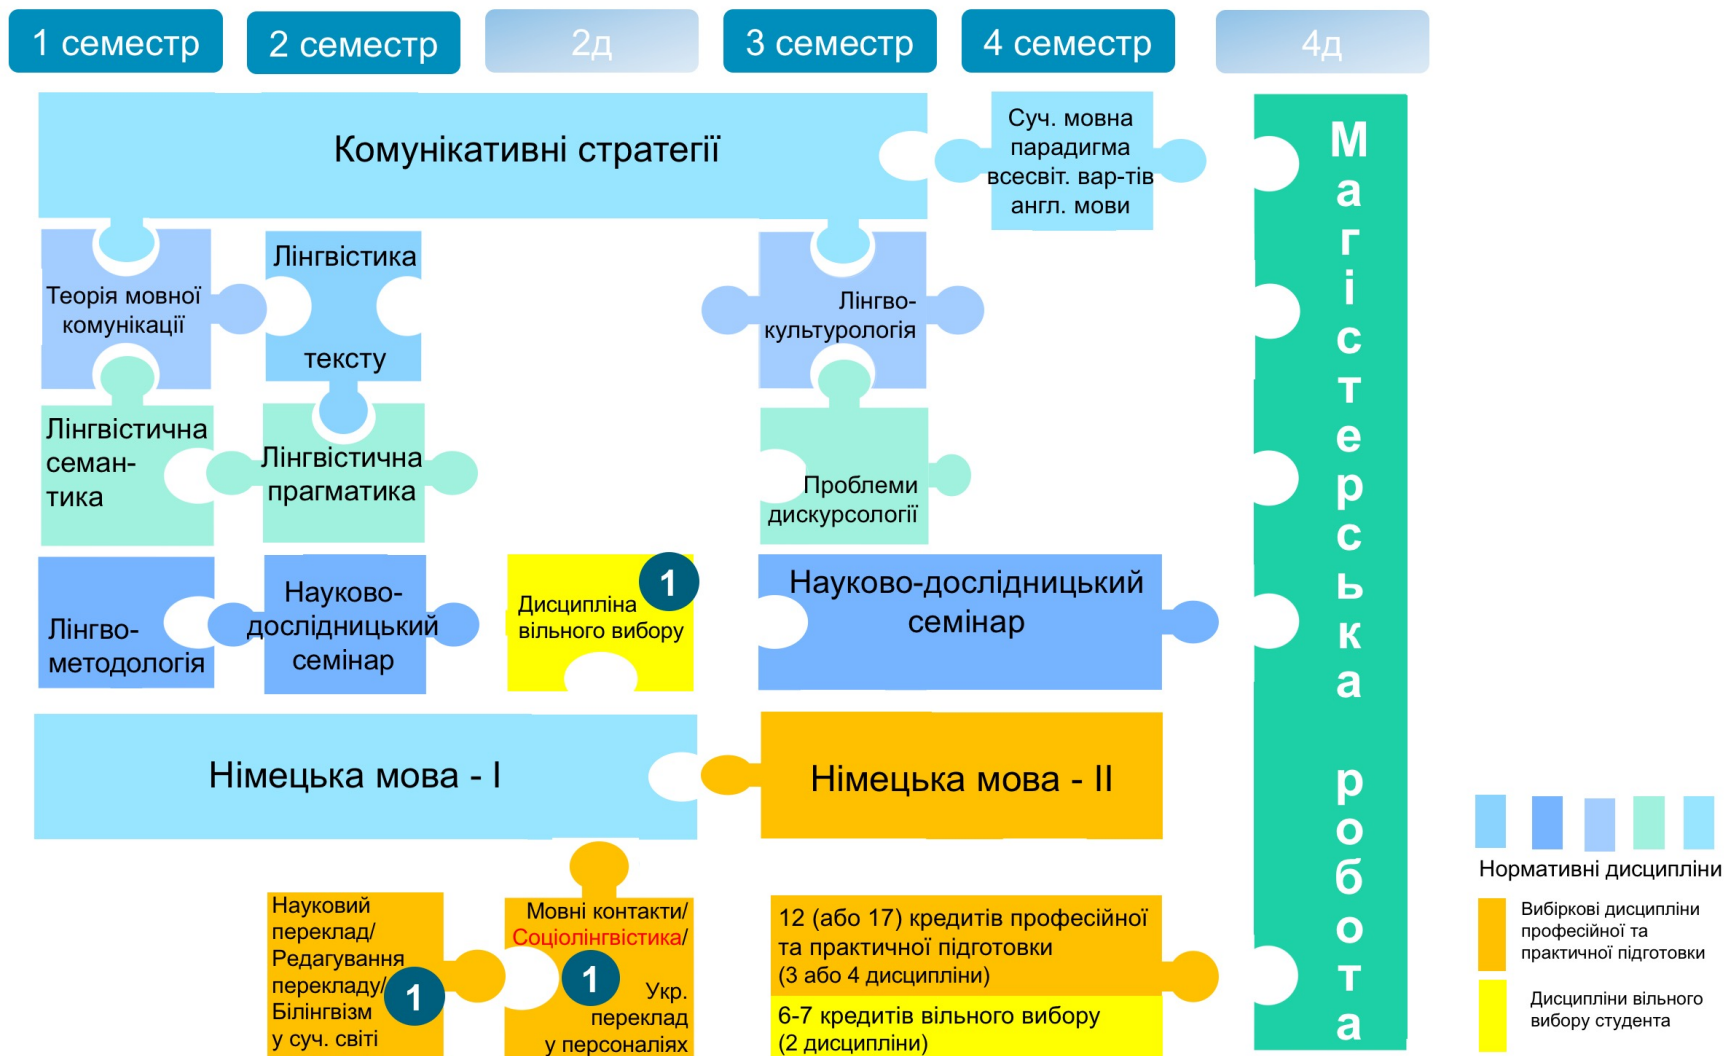 1 семестр
2 семестр
2д
3 семестр
4 семестр
4д
Комунікативні стратегії
Суч. мовна
парадигма
всесвіт. вар-тів
англ. мови
Магістерська робота
Теорія мовної
комунікації
Лінгвістика
тексту
Лінгво-
культурологія
Лінгвістична
семан-
тика
Лінгвістична
прагматика
Проблеми
дискурсології
Лінгво-
методологія
Науково-
дослідницький
семінар
1
Дисципліна
вільного вибору
Науково-дослідницький
семінар
Німецька мова - І
Німецька мова - ІІ
Науковий
переклад/
Редагування
перекладу/
Білінгвізм
у суч. світі
1
Мовні контакти/
Соціолінгвістика/
1
Укр.
переклад
у персоналіях
12 (або 17) кредитів професійної
та практичної підготовки
(3 або 4 дисципліни)
6-7 кредитів вільного вибору
(2 дисципліни)
Нормативні дисципліни
Вибіркові дисципліни
професійної та
практичної підготовки
Дисципліни вільного
вибору студента